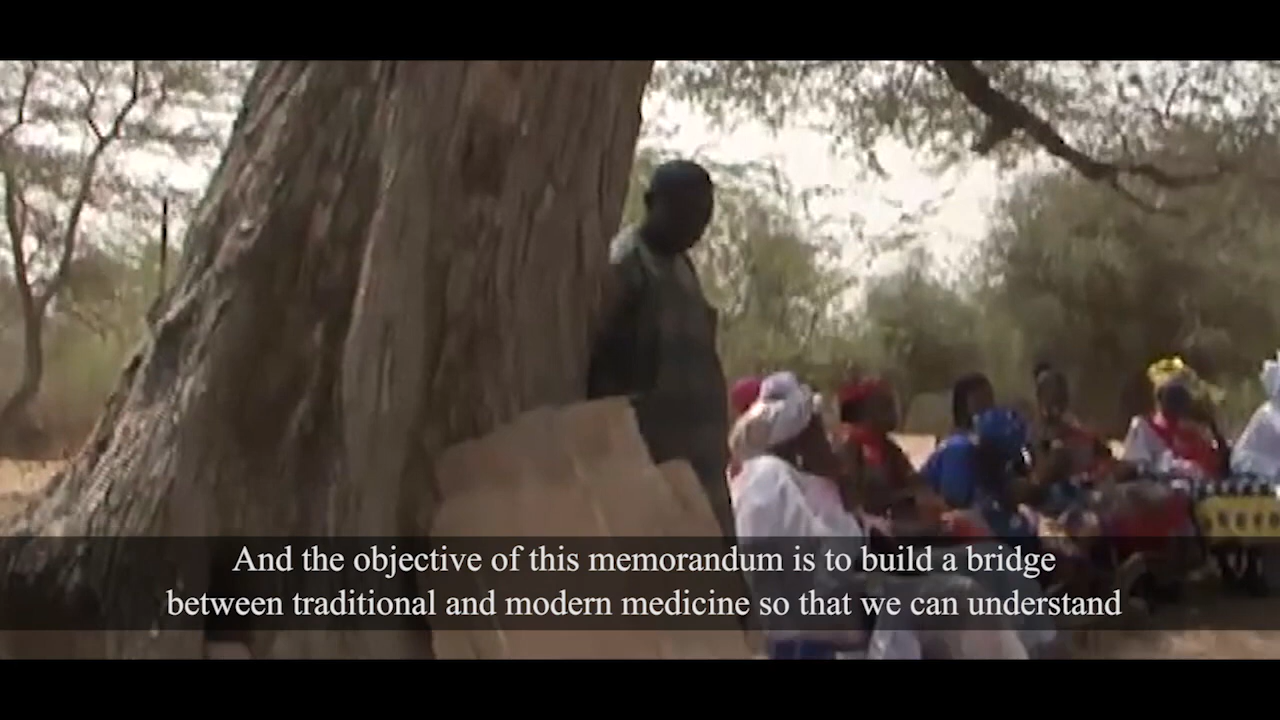 And the objective of this memorandum is to build a bridge
between traditional and modern medicine so that we can understand